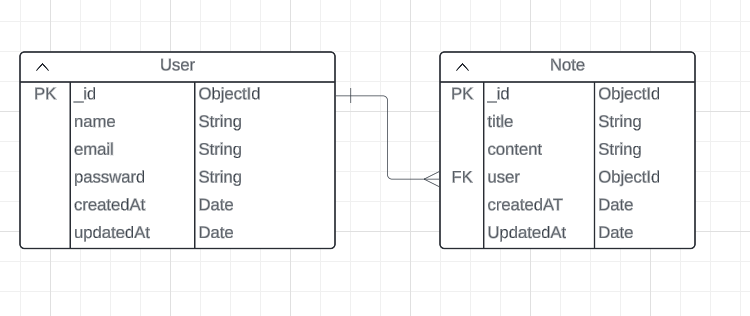 User
PK _id ObjectId
name String
email String
passward String
createdAt Date
updatedAt Date
Note
PK _id ObjectId
title String
content String
FK user ObjectId
createdAT Date
UpdatedAt Date